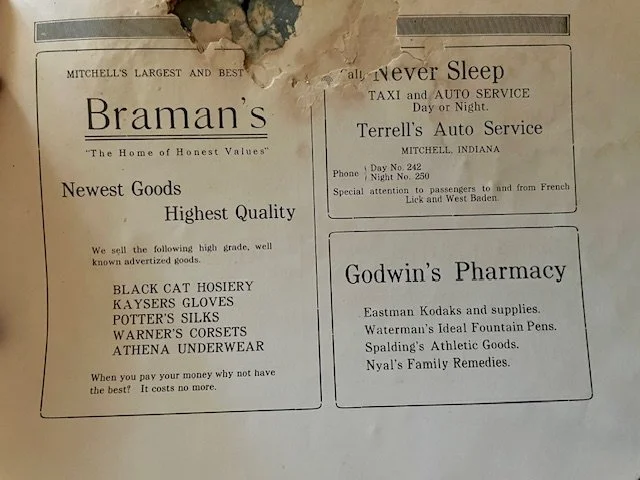 MITCHELL'S LARGEST AND BEST
Braman's
"The Home of Honest Values"
Newest Goods
Highest Quality
We sell the following high grade, well
known advertized goods.
BLACK CAT HOSIERY
KAYSERS GLOVES
POTTER'S SILKS
WARNER'S CORSETS
ATHENA UNDERWEAR
When you pay your money why not have
the best? It costs no more.
Never Sleep
TAXI and AUTO SERVICE
Day or Night.
Terrell's Auto Service
MITCHELL, INDIANA
Phone
Day No. 242
Night No. 250
Special attention to passengers to and from French
Lick and West Baden.
Godwin's Pharmacy
Eastman Kodaks and supplies.
Waterman's Ideal Fountain Pens.
Spalding's Athletic Goods.
Nyal's Family Remedies.